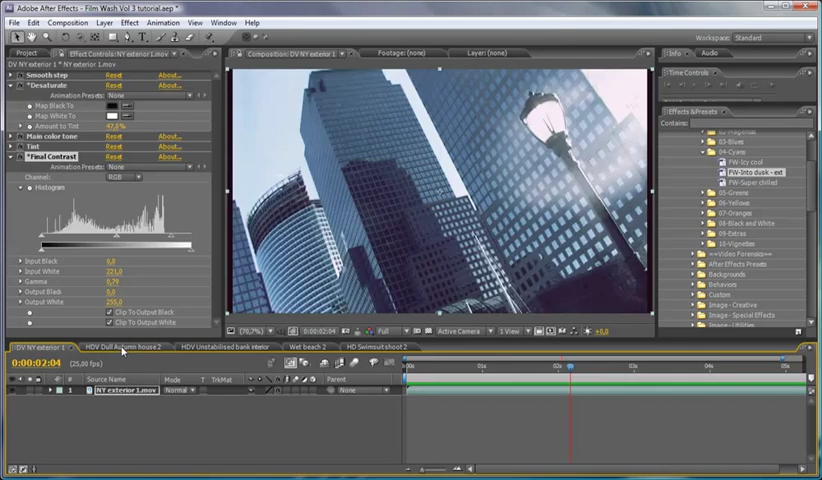 Adobe After Effects - Film Wash Vol 3 tutorial.aep *
File Edit Composition Layer Effect Animation View Window Help
Workspace: Standard
Project Effect Controls: NY exterior 1.mov Composition: DV NY exterior 1 Footage: (none) Layer: (none) Info Audio
DV NY exterior 1 * NY exterior 1.mov
Smooth step Reset About...
*Desaturate Reset About...
Animation Presets: None
Map Black To
Map White To
Amount to Tint 47,8%
Main color tone Reset About...
Tint Reset About...
*Final Contrast Reset About...
Animation Presets: None
Channel: RGB
Histogram
Input Black 0,0
Input White 221,0
Gamma 0,79
Output Black 0,0
Output White 255,0
Clip To Output Black
Clip To Output White
Time Controls
Effects & Presets
Contains:
03-Blues
04-Cyans
FW-Icy cool
FW-Into dusk - ext
FW-Super chilled
05-Greens
06-Yellows
07-Oranges
08-Black and White
09-Extras
10-Vignettes
==Video Forensics==
After Effects Presets
Backgrounds
Behaviors
Custom
Image - Creative
Image - Special Effects
Image - Utilities
(70,7%) 0:00:02:04 Full Active Camera 1 View +0,0
DV NY exterior 1 HDV Dull Autumn house 2 HDV Unstabilised bank interior Wet beach 2 HD Swimsuit shoot 2
0:00:02:04 (25,00 fps)
# Source Name Mode T TrkMat Parent
:00s 01s 02s 03s 04s 05s
1 NY exterior 1.mov Normal None